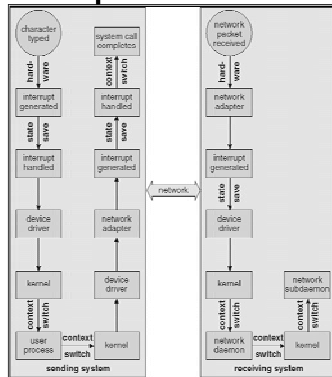 character
typed
hard-
ware
interrupt
generated
state
save
interrupt
handled
device
driver
kernel
context
switch
user
process
context
switch
kernel
device
driver
network
adapter
interrupt
generated
state
save
interrupt
handled
context
switch
system call
completes
sending system
network
network
packet
received
hard-
ware
network
adapter
interrupt
generated
state
save
device
driver
kernel
context
switch
network
daemon
context
switch
kernel
context
switch
network
subdaemon
receiving system